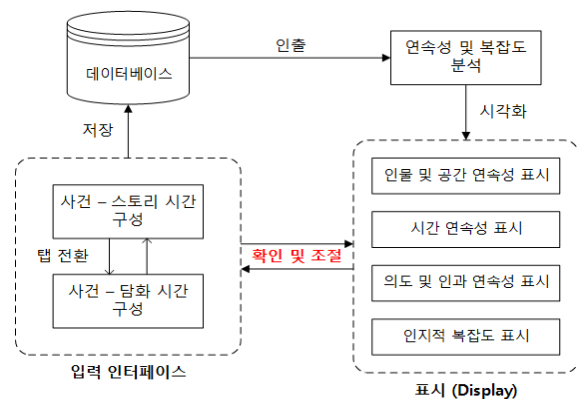 데이터베이스
인출
연속성 및 복잡도
분석
저장
시각화
사건 – 스토리 시간
구성
탭 전환
사건 – 담화 시간
구성
입력 인터페이스
확인 및 조절
인물 및 공간 연속성 표시
시간 연속성 표시
의도 및 인과 연속성 표시
인지적 복잡도 표시
표시 (Display)